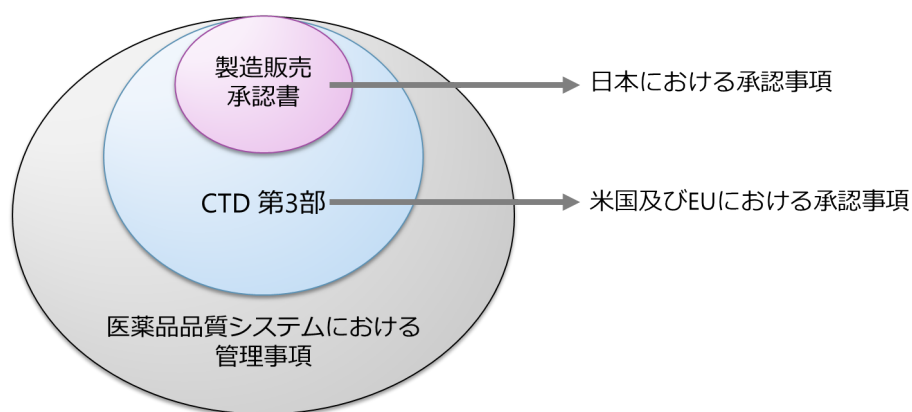 製造販売
承認書
日本における承認事項
CTD 第3部
米国及びEUにおける承認事項
医薬品品質システムにおける
管理事項